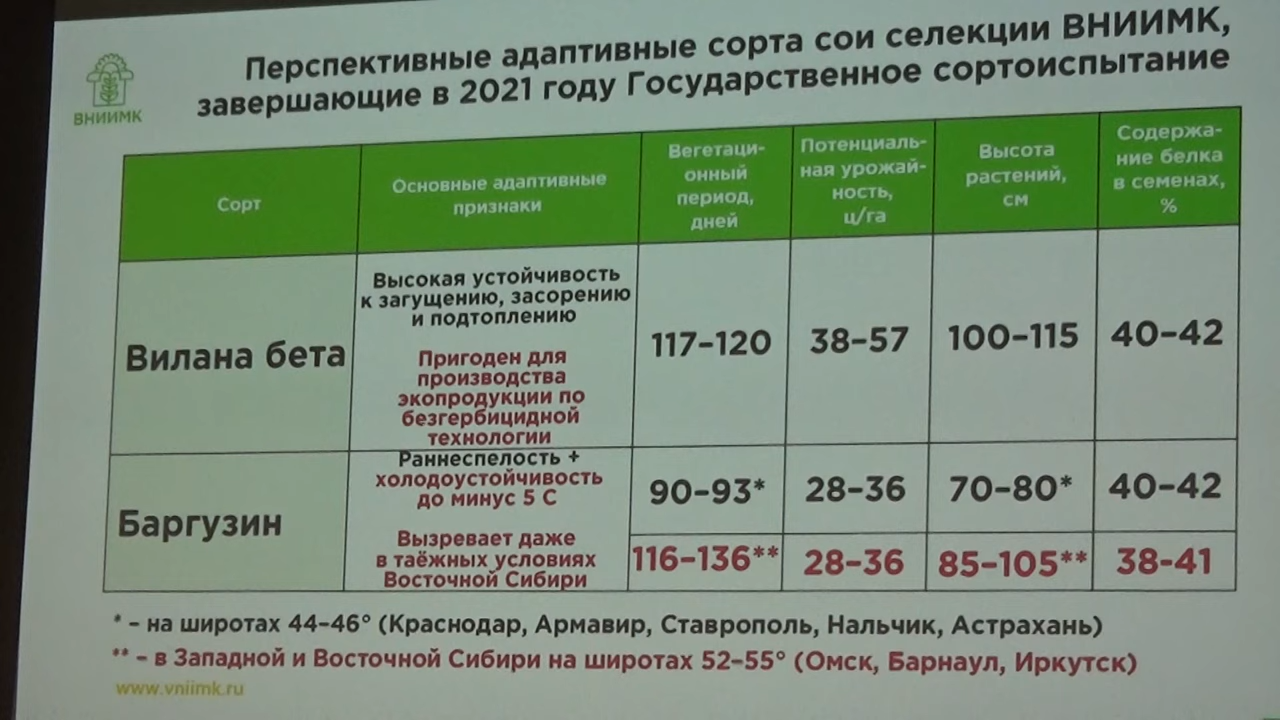 Перспективные адаптивные сорта сои селекции ВНИИМК,
завершающие в 2021 году Государственное сортоиспытание
ВНИИМК
Сорт
Основные адаптивные
признаки
Вегетаци-
онный
период,
дней
Потенциаль-
ная урожай-
ность,
ц/га
Высота
растений,
см
Содержа-
ние белка
в семенах,
%
Вилана бета
Высокая устойчивость
к загущению, засорению
и подтоплению
Пригоден для
производства
экопродукции по
безгербицидной
технологии
117–120
38–57
100–115
40–42
Баргузин
Раннеспелость +
холодоустойчивость
до минус 5 С
Вызревает даже
в таёжных условиях
Восточной Сибири
90–93*
28–36
70–80*
40–42
116–136**
28–36
85–105**
38-41
* – на широтах 44–46° (Краснодар, Армавир, Ставрополь, Нальчик, Астрахань)
** – в Западной и Восточной Сибири на широтах 52–55° (Омск, Барнаул, Иркутск)
www.vniimk.ru